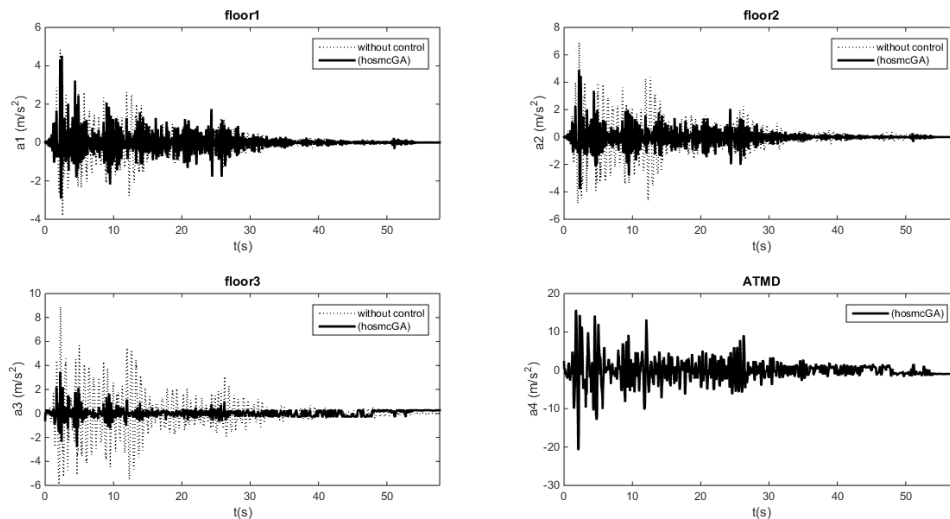 floor1
without control
(hosmcGA)
6
4
2
0
-2
-4
a1 (m/s²)
0 10 20 30 40 50
t(s)
floor2
without control
(hosmcGA)
8
6
4
2
0
-2
-4
-6
a2 (m/s²)
0 10 20 30 40 50
t(s)
floor3
without control
(hosmcGA)
10
8
6
4
2
0
-2
-4
-6
a3 (m/s²)
0 10 20 30 40 50
t(s)
ATMD
(hosmcGA)
20
10
0
-10
-20
-30
a4 (m/s²)
0 10 20 30 40 50
t(s)